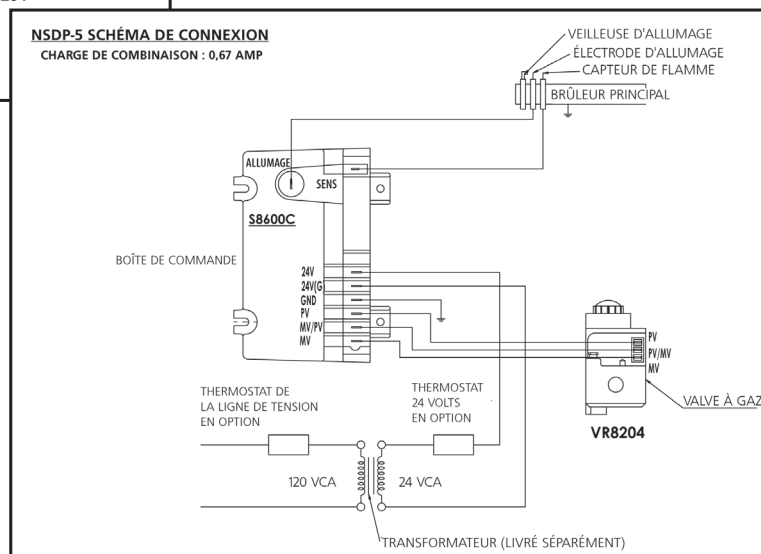 NSDP-5 SCHÉMA DE CONNEXION
CHARGE DE COMBINAISON : 0,67 AMP
VEILLEUSE D'ALLUMAGE
ÉLECTRODE D'ALLUMAGE
CAPTEUR DE FLAMME
BRÛLEUR PRINCIPAL
ALLUMAGE
SENS
S8600C
BOÎTE DE COMMANDE
24V
24V(G)
GND
PV
MV/PV
MV
PV
PV/MV
MV
VALVE À GAZ
VR8204
THERMOSTAT DE
LA LIGNE DE TENSION
EN OPTION
THERMOSTAT
24 VOLTS
EN OPTION
120 VCA
24 VCA
TRANSFORMATEUR (LIVRÉ SÉPARÉMENT)